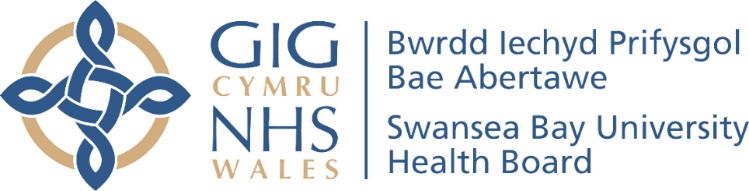 GIG
CYMRU
NHS
WALES
Bwrdd Iechyd Prifysgol
Bae Abertawe
Swansea Bay University
Health Board